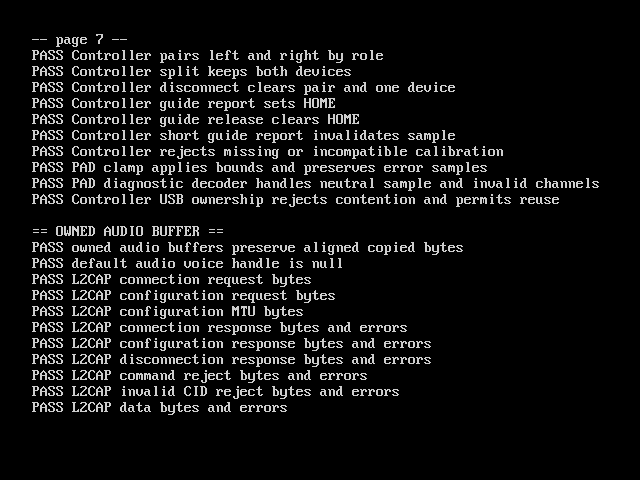 -- page 7 --
PASS Controller pairs left and right by role
PASS Controller split keeps both devices
PASS Controller disconnect clears pair and one device
PASS Controller guide report sets HOME
PASS Controller guide release clears HOME
PASS Controller short guide report invalidates sample
PASS Controller rejects missing or incompatible calibration
PASS PAD clamp applies bounds and preserves error samples
PASS PAD diagnostic decoder handles neutral sample and invalid channels
PASS Controller USB ownership rejects contention and permits reuse
== OWNED AUDIO BUFFER ==
PASS owned audio buffers preserve aligned copied bytes
PASS default audio voice handle is null
PASS L2CAP connection request bytes
PASS L2CAP configuration request bytes
PASS L2CAP configuration MTU bytes
PASS L2CAP connection response bytes and errors
PASS L2CAP configuration response bytes and errors
PASS L2CAP disconnection response bytes and errors
PASS L2CAP command reject bytes and errors
PASS L2CAP invalid CID reject bytes and errors
PASS L2CAP data bytes and errors